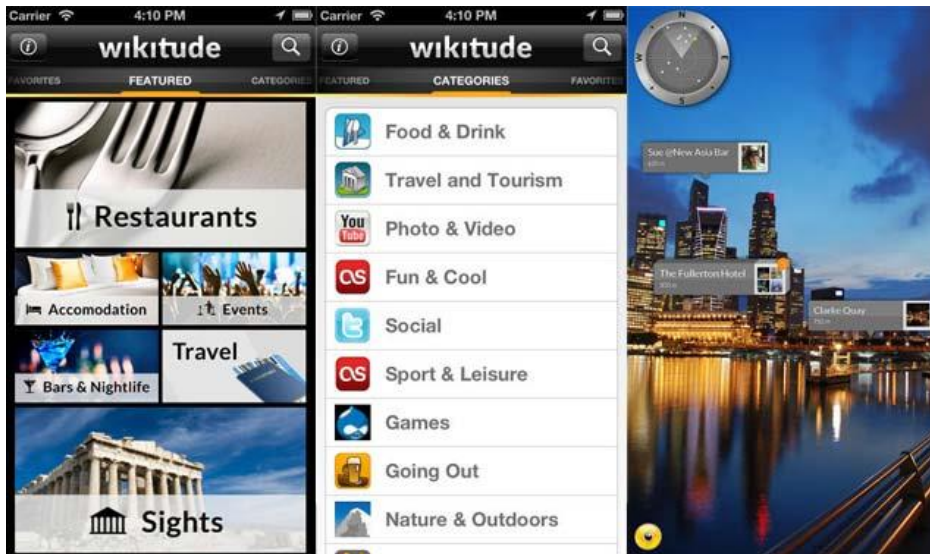 Carrier 4:10 PM
wikitude
FAVORITES FEATURED CATEGORIES
Restaurants
Accomodation
Events
Bars & Nightlife
Travel
Sights
Carrier 4:10 PM
wikitude
FEATURED CATEGORIES FAVORITES
Food & Drink
Travel and Tourism
You
Tube
Photo & Video
Fun & Cool
Social
Sport & Leisure
Games
Going Out
Nature & Outdoors
N
W E
S
Sue @New Asia Bar
The Fullerton Hotel
Clarke Quay